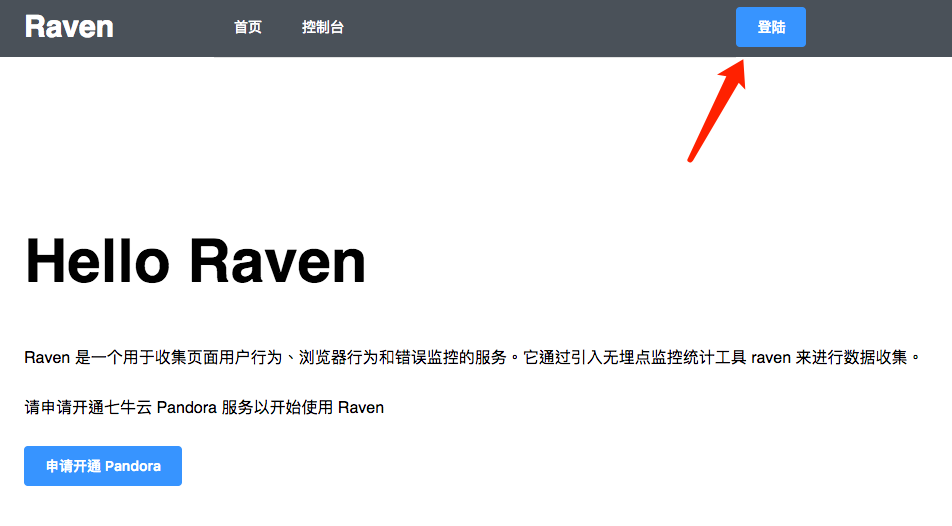 Raven 首页 控制台 登陆
Hello Raven
Raven 是一个用于收集页面用户行为、浏览器行为和错误监控的服务。它通过引入无埋点监控统计工具 raven 来进行数据收集。
请申请开通七牛云 Pandora 服务以开始使用 Raven
申请开通 Pandora